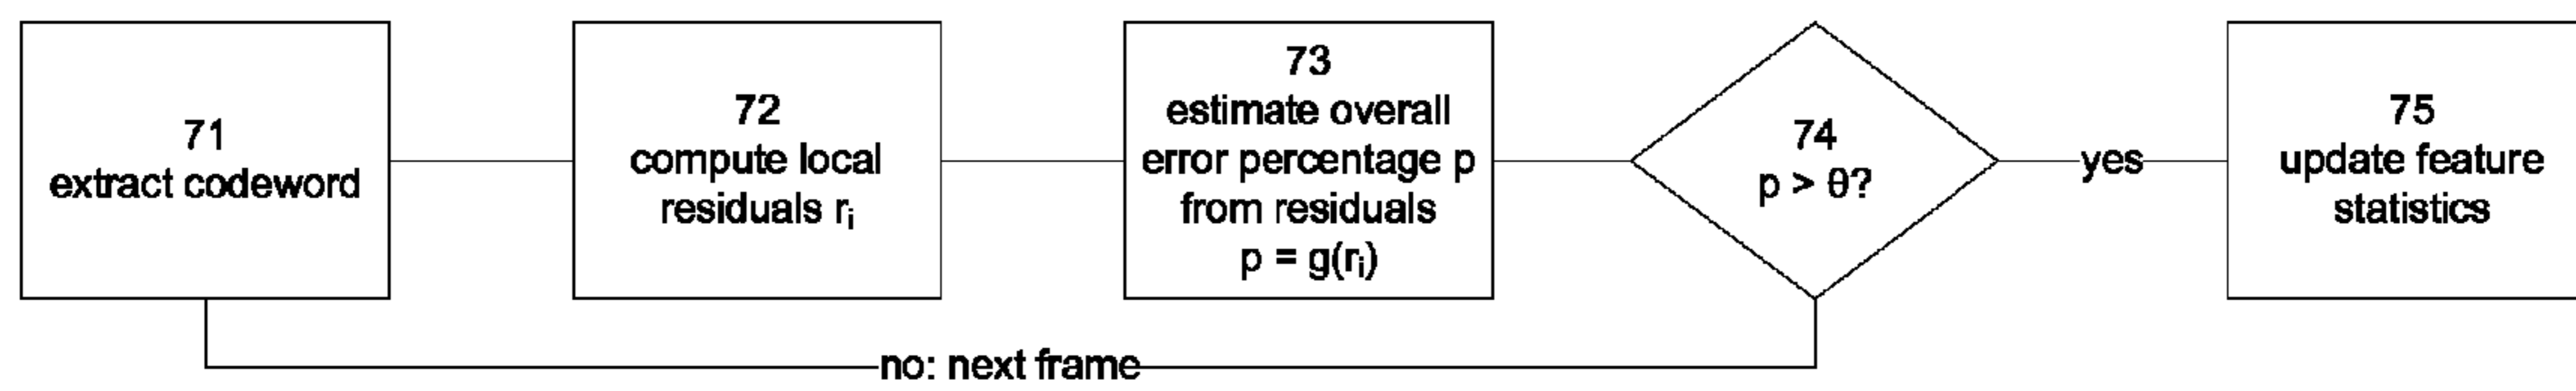 71
extract codeword
72
compute local
residuals rᵢ
73
estimate overall
error percentage p
from residuals
p = g(rᵢ)
74
p > θ?
yes
75
update feature
statistics
no: next frame